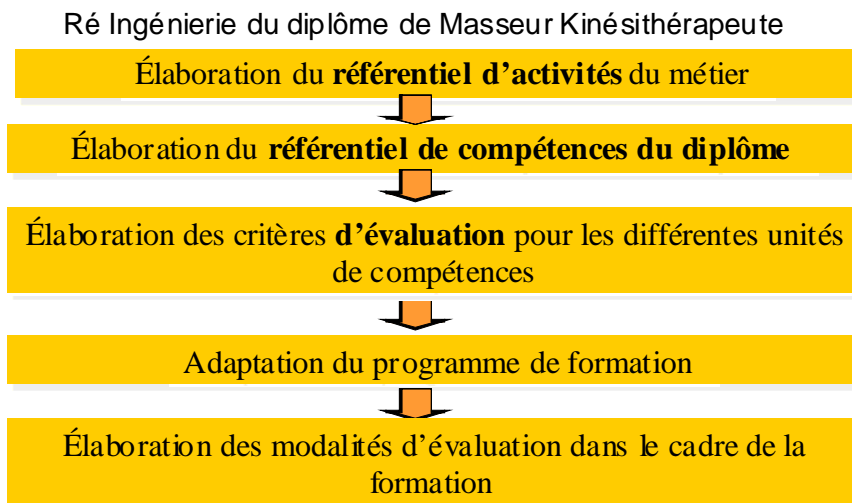 Ré Ingénierie du diplôme de Masseur Kinésithérapeute
Élaboration du référentiel d’activités du métier
Élaboration du référentiel de compétences du diplôme
Élaboration des critères d’évaluation pour les différentes unités
de compétences
Adaptation du programme de formation
Élaboration des modalités d’évaluation dans le cadre de la
formation